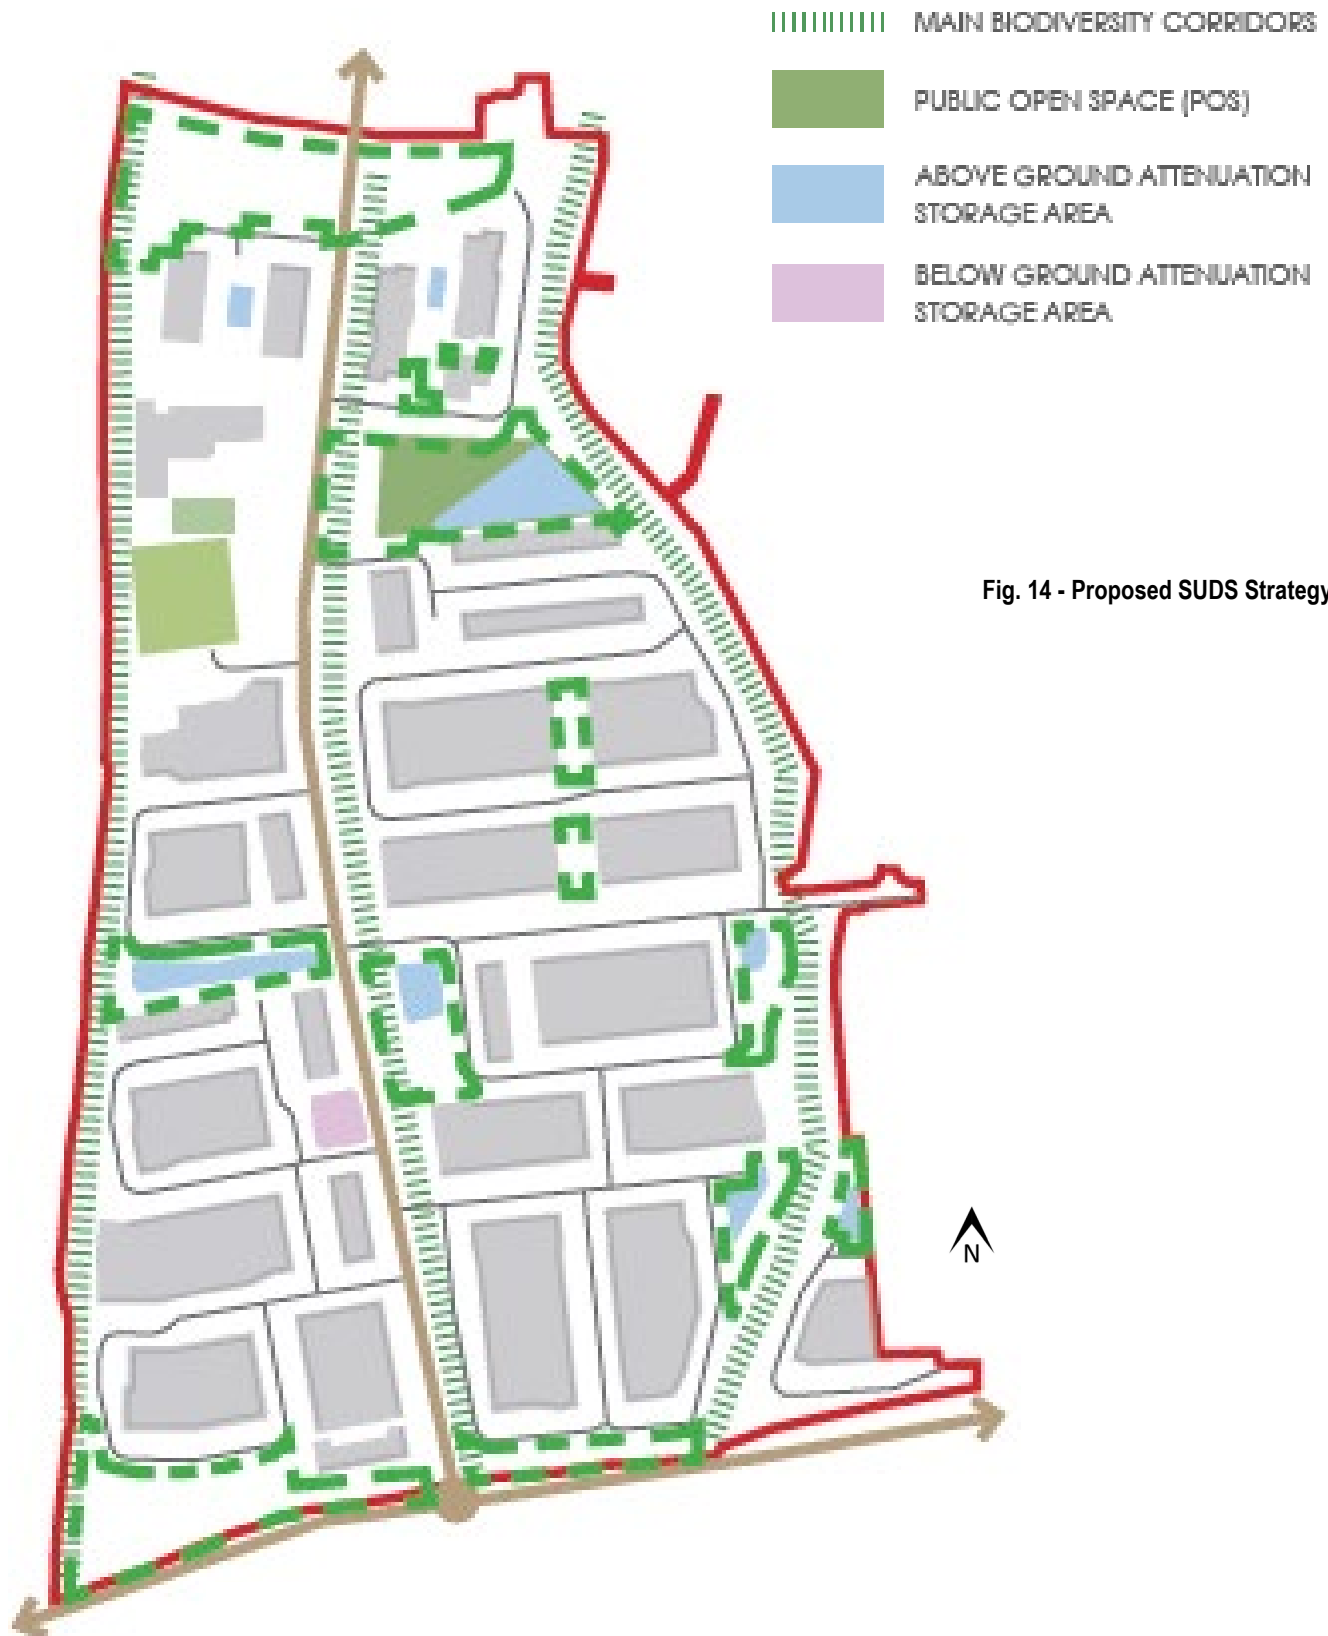 MAIN BIODIVERSITY CORRIDORS
PUBLIC OPEN SPACE (POS)
ABOVE GROUND ATTENUATION
STORAGE AREA
BELOW GROUND ATTENUATION
STORAGE AREA
Fig. 14 - Proposed SUDS Strategy
N